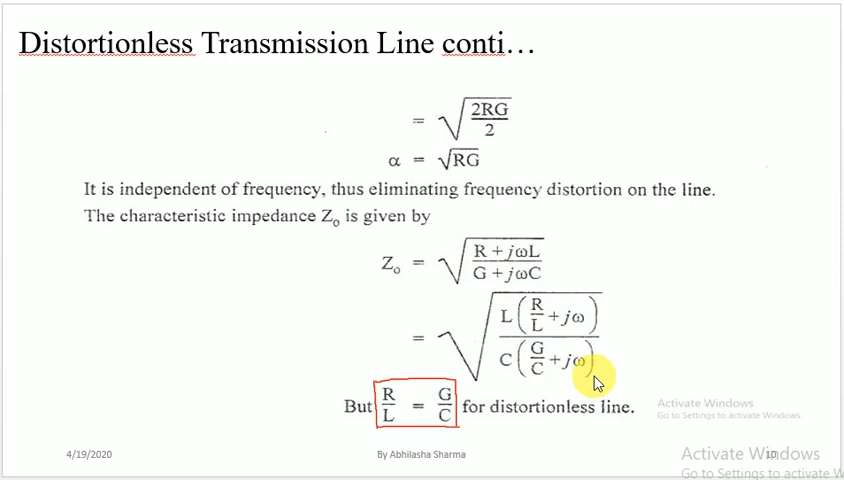 Distortionless Transmission Line conti…
= √(2RG/2)
α = √RG
It is independent of frequency, thus eliminating frequency distortion on the line.
The characteristic impedance Z₀ is given by
Z₀ = √((R + jωL)/(G + jωC))
= √(L(R/L + jω)/C(G/C + jω))
But R/L = G/C for distortionless line.
Activate Windows
Go to Settings to activate Windows.
4/19/2020
By Abhilasha Sharma
10
Activate Windows
Go to Settings to activate W